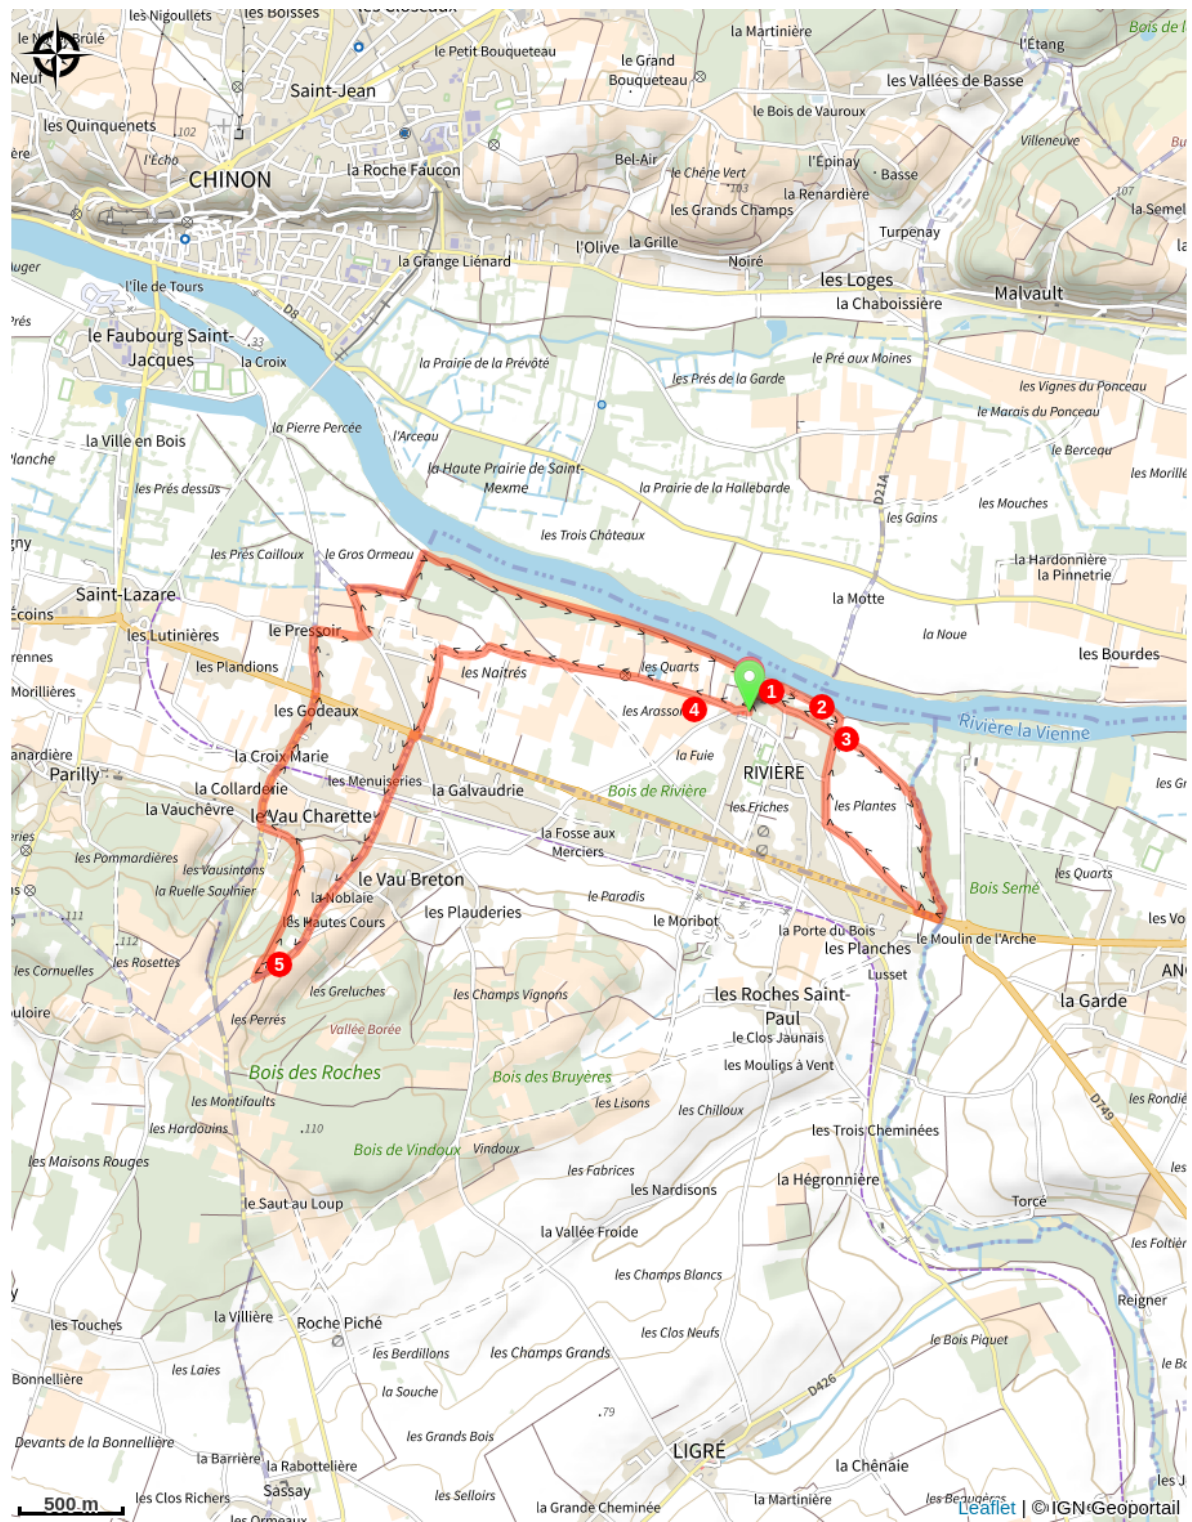 les Nigoullets
les Boisses
les Closeaux
le Petit Bouqueteau
la Martinière
l'Étang
le Grand
Bouqueteau
les Vallées de Basse
Saint-Jean
le Bois de Vauroux
les Quinquenets
102
l'Écho
la Roche Faucon
Bel-Air
le Chêne Vert
103
l'Épinay
Basse
Villeneuve
CHINON
la Renardière
107
les Grands Champs
Turpenay
l'Olive
la Grille
Noiré
la Grange Liénard
les Loges
l'Île de Tours
la Chaboissière
Malvault
D8
le Faubourg Saint-
Jacques
33
la Croix
la Prairie de la Prévôté
le Pré aux Moines
les Prés de la Garde
les Vignes du Ponceau
le Marais du Ponceau
la Pierre Percée
l'Arceau
la Ville en Bois
le Berceau
la Haute Prairie de Saint-
Mexme
les Prés dessus
la Prairie de la Hallebarde
D21A
les Mouches
les Gains
les Trois Châteaux
les Prés Cailloux
le Gros Ormeau
la Hardonnière
la Pinnetrie
Saint-Lazare
la Motte
le Pressoir
les Lutinières
la Noue
les Bourdes
les Plandions
les Naitrés
les Quarts
Morillières
1
2
3
4
les Godeaux
Rivière la Vienne
la Croix Marie
la Fuie
Parilly
les Menuiseries
RIVIÈRE
la Collarderie
la Galvaudrie
Bois de Rivière
la Vauchèvre
le Vau Charette
les Friches
les Plantes
la Fosse aux
Merciers
les Pommardières
les Vausintons
la Ruelle Saulnier
le Vau Breton
la Noblaie
Bois Semé
les Quarts
le Paradis
111
les Hautes Cours
les Plauderies
le Moribot
la Porte du Bois
112
les Planches
le Moulin de l'Arche
les Cornuelles
les Rosettes
5
Lusset
les Greluches
les Champs Vignons
les Roches Saint-
Paul
la Garde
les Perrés
Vallée Borée
le Clos Jaunais
les Moulins à Vent
Bois des Roches
Bois des Bruyères
D749
les Montifaults
les Lisons
les Chilloux
les Hardouins
110
les Trois Cheminées
Bois de Vindoux
Vindoux
les Maisons Rouges
les Fabrices
la Hégronnière
les Nardisons
le Saut au Loup
Torcé
la Vallée Froide
les Champs Blancs
Reigner
la Villière
Roche Piché
les Touches
les Clos Neufs
le Bois Piquet
les Berdillons
les Champs Grands
les Laies
Bonnellière
la Souche
D426
79
les Grands Bois
Devants de la Bonnellière
LIGRÉ
la Barrière
la Rabottelière
la Chênaie
Sassay
les Clos Richers
les Selloirs
la Grande Cheminée
la Martinière
500 m
Leaflet | © IGN-Geoportail